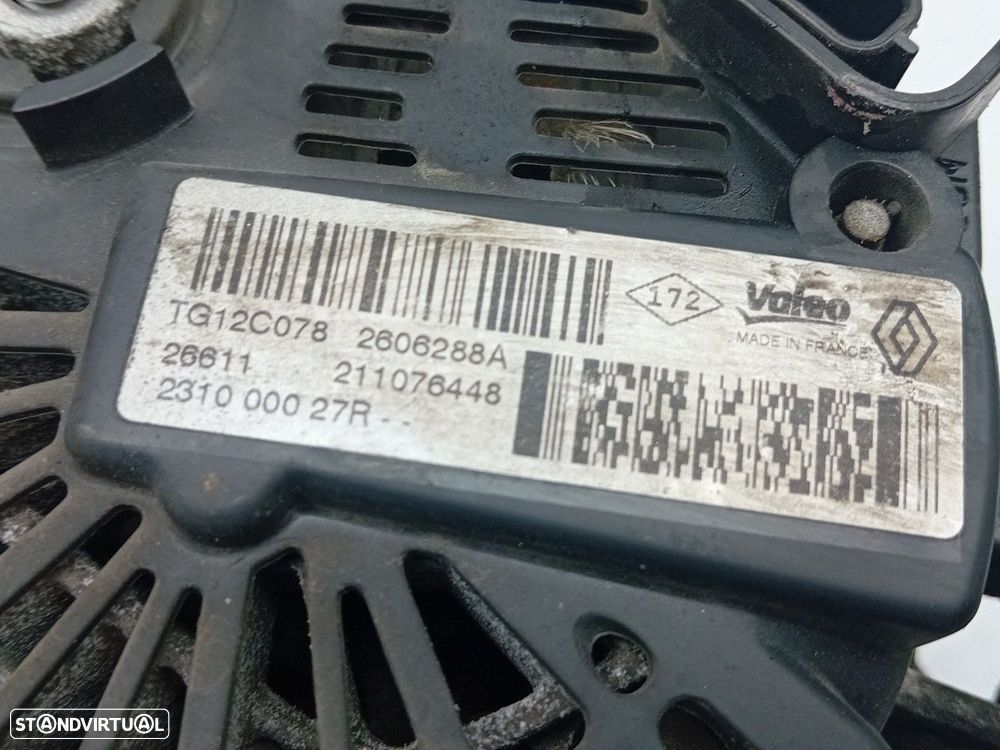 172
Valeo
MADE IN FRANCE
TG12C078 2606288A
26611 211076448
2310 000 27R - -
STANDVIRTUAL